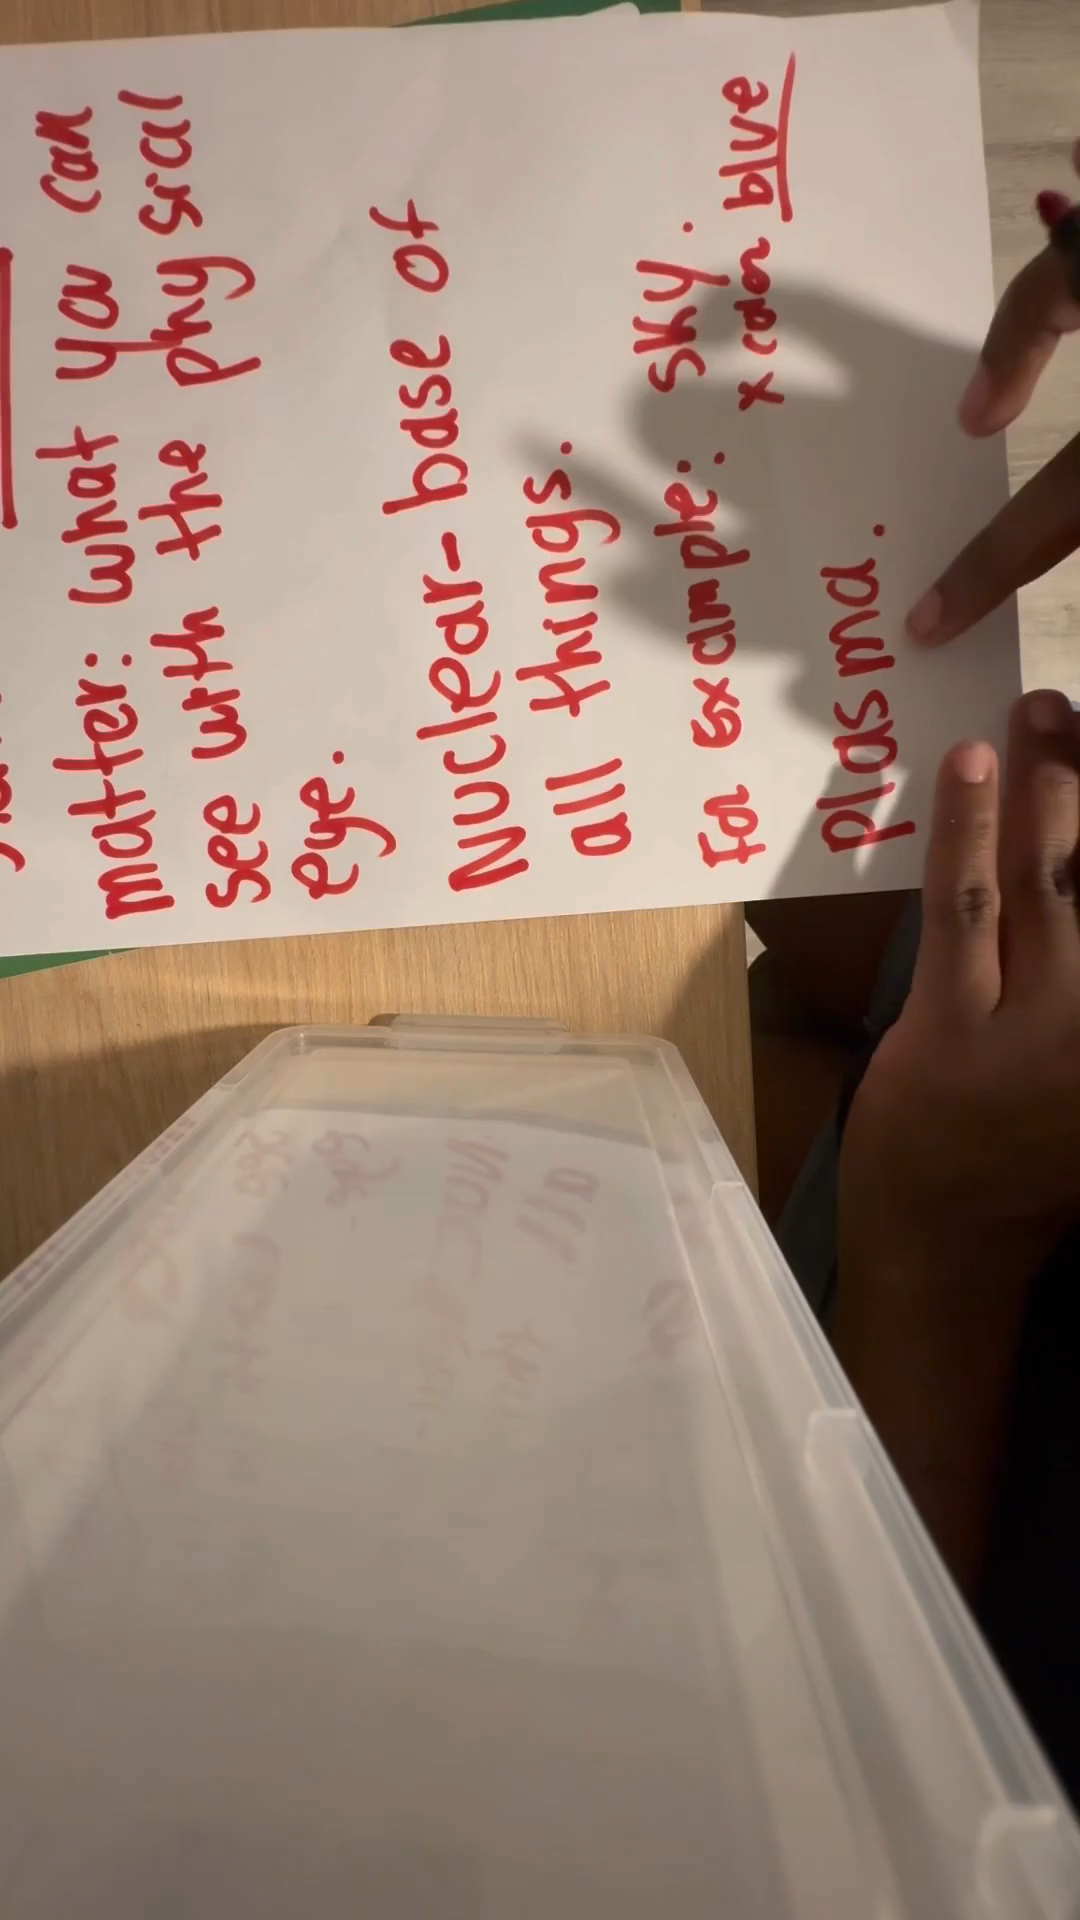 matter: what you can
see with the physical
eye.
Nuclear-base of
all things.
For Example: Sky.
x color blue
Plasma.